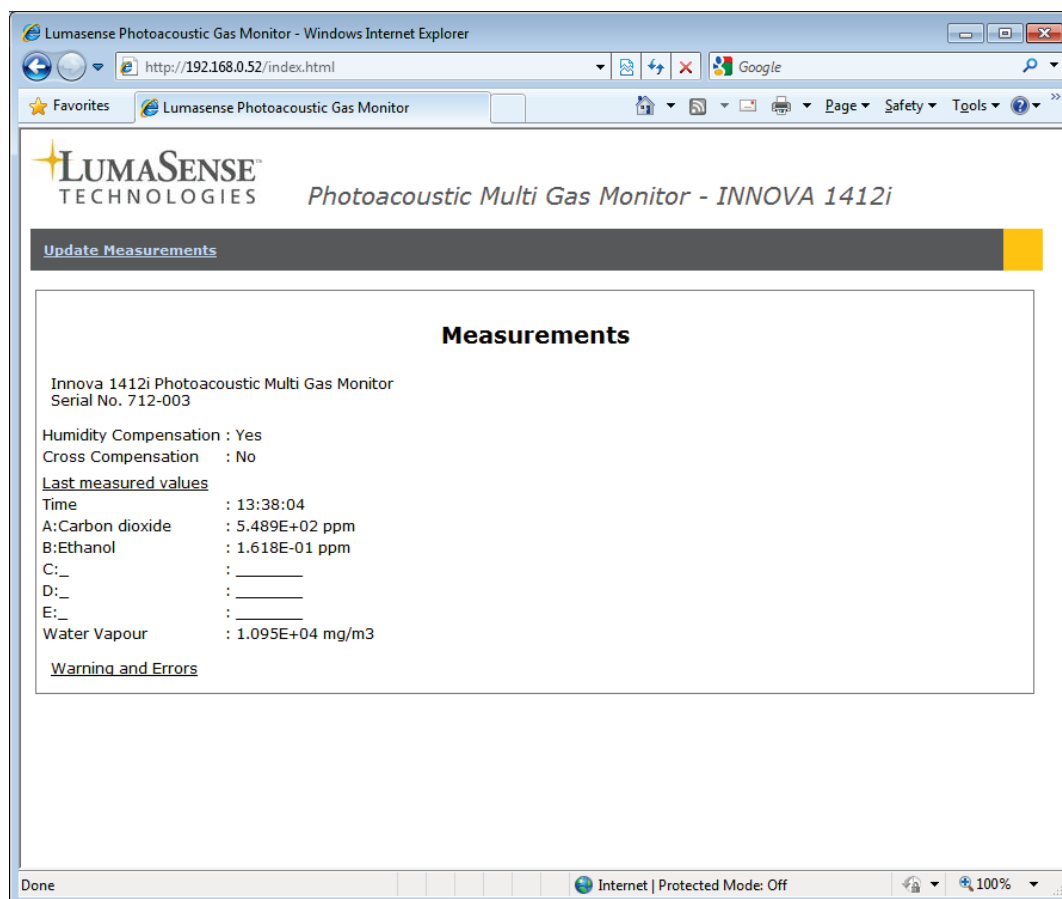 Lumasense Photoacoustic Gas Monitor - Windows Internet Explorer
http://192.168.0.52/index.html Google
Favorites Lumasense Photoacoustic Gas Monitor Page Safety Tools »
LUMASENSE™
TECHNOLOGIES
Photoacoustic Multi Gas Monitor - INNOVA 1412i
Update Measurements
Measurements
Innova 1412i Photoacoustic Multi Gas Monitor
Serial No. 712-003
Humidity Compensation : Yes
Cross Compensation : No
Last measured values
Time : 13:38:04
A:Carbon dioxide : 5.489E+02 ppm
B:Ethanol : 1.618E-01 ppm
C:_ : _______
D:_ : _______
E:_ : _______
Water Vapour : 1.095E+04 mg/m3
Warning and Errors
Done Internet | Protected Mode: Off 100%